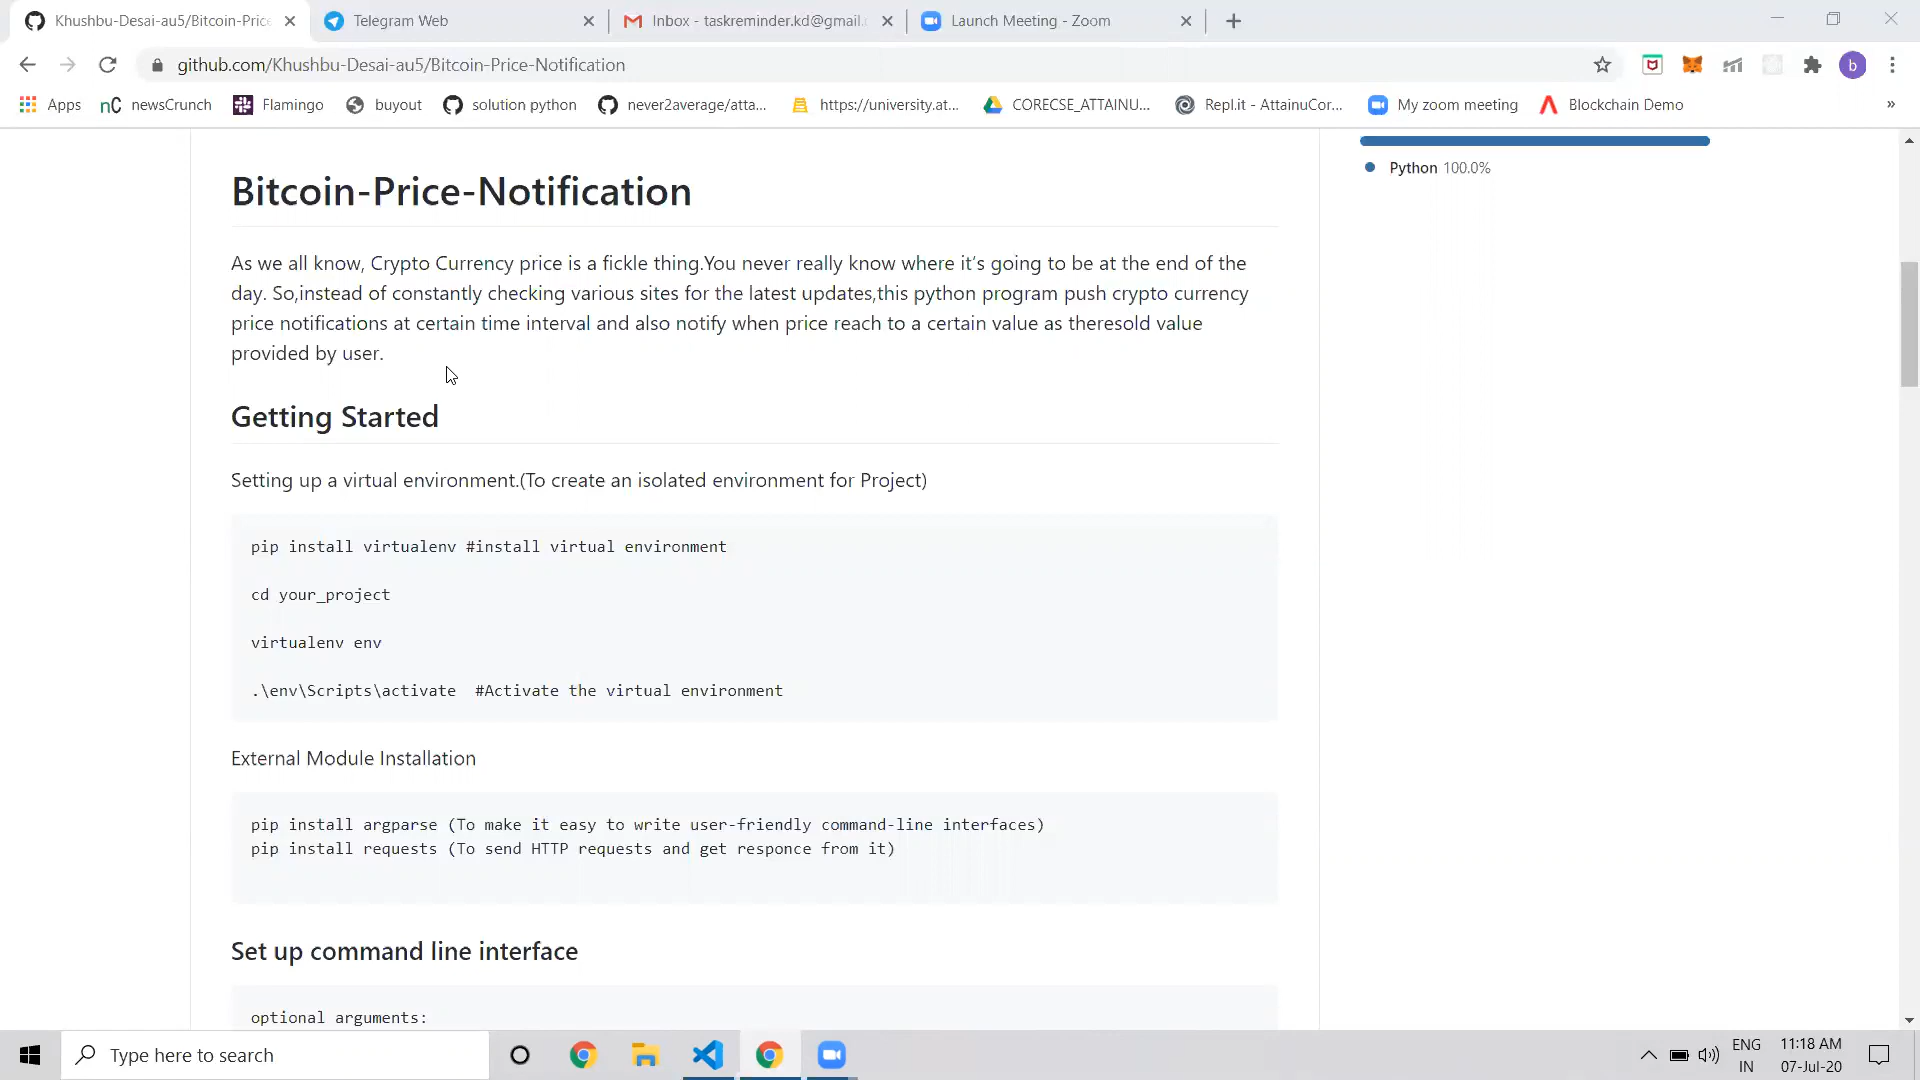 Khushbu-Desai-au5/Bitcoin-Price
Telegram Web
Inbox - taskreminder.kd@gmail.
Launch Meeting - Zoom
github.com/Khushbu-Desai-au5/Bitcoin-Price-Notification
b
Apps
nC newsCrunch
Flamingo
buyout
solution python
never2average/atta...
https://university.at...
CORECSE_ATTAINU...
Repl.it - AttainuCor...
My zoom meeting
Blockchain Demo
»
Python 100.0%
Bitcoin-Price-Notification
As we all know, Crypto Currency price is a fickle thing.You never really know where it's going to be at the end of the
day. So,instead of constantly checking various sites for the latest updates,this python program push crypto currency
price notifications at certain time interval and also notify when price reach to a certain value as theresold value
provided by user.
Getting Started
Setting up a virtual environment.(To create an isolated environment for Project)
pip install virtualenv #install virtual environment
cd your_project
virtualenv env
.\env\Scripts\activate  #Activate the virtual environment
External Module Installation
pip install argparse (To make it easy to write user-friendly command-line interfaces)
pip install requests (To send HTTP requests and get responce from it)
Set up command line interface
optional arguments:
Type here to search
ENG
IN
11:18 AM
07-Jul-20